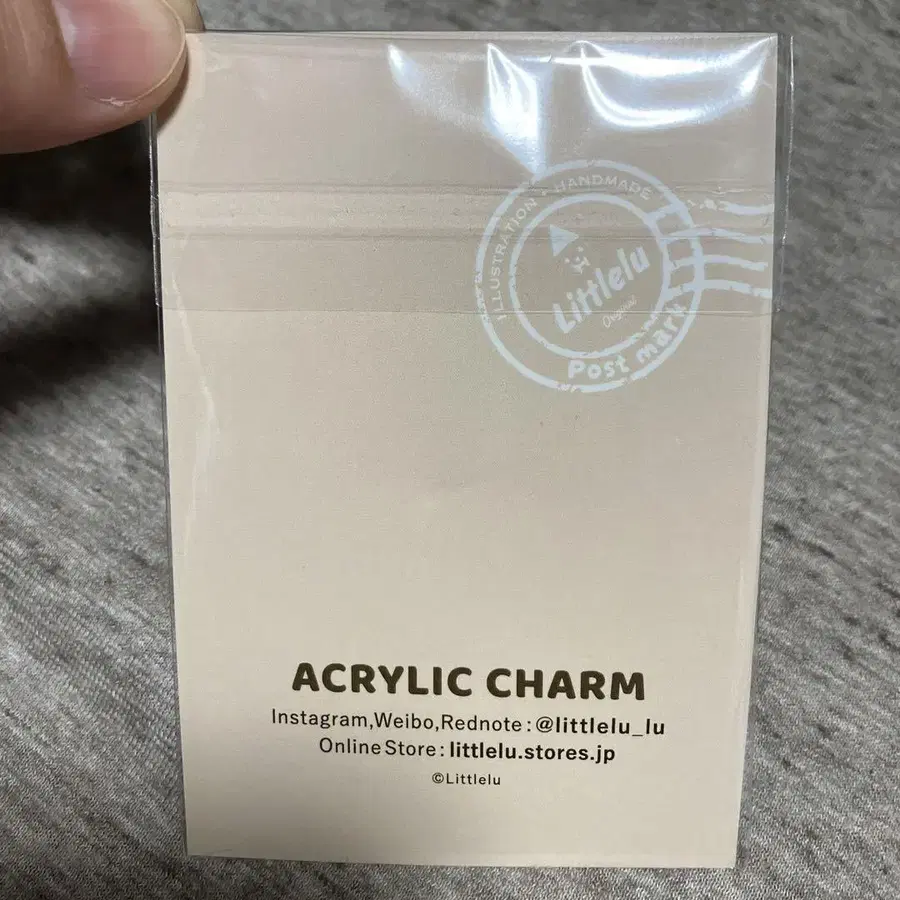 ILLUSTRATION • HANDMADE
Littlelu
Original
Post mark
ACRYLIC CHARM
Instagram,Weibo,Rednote : @littlelu_lu
Online Store : littlelu.stores.jp
©Littlelu